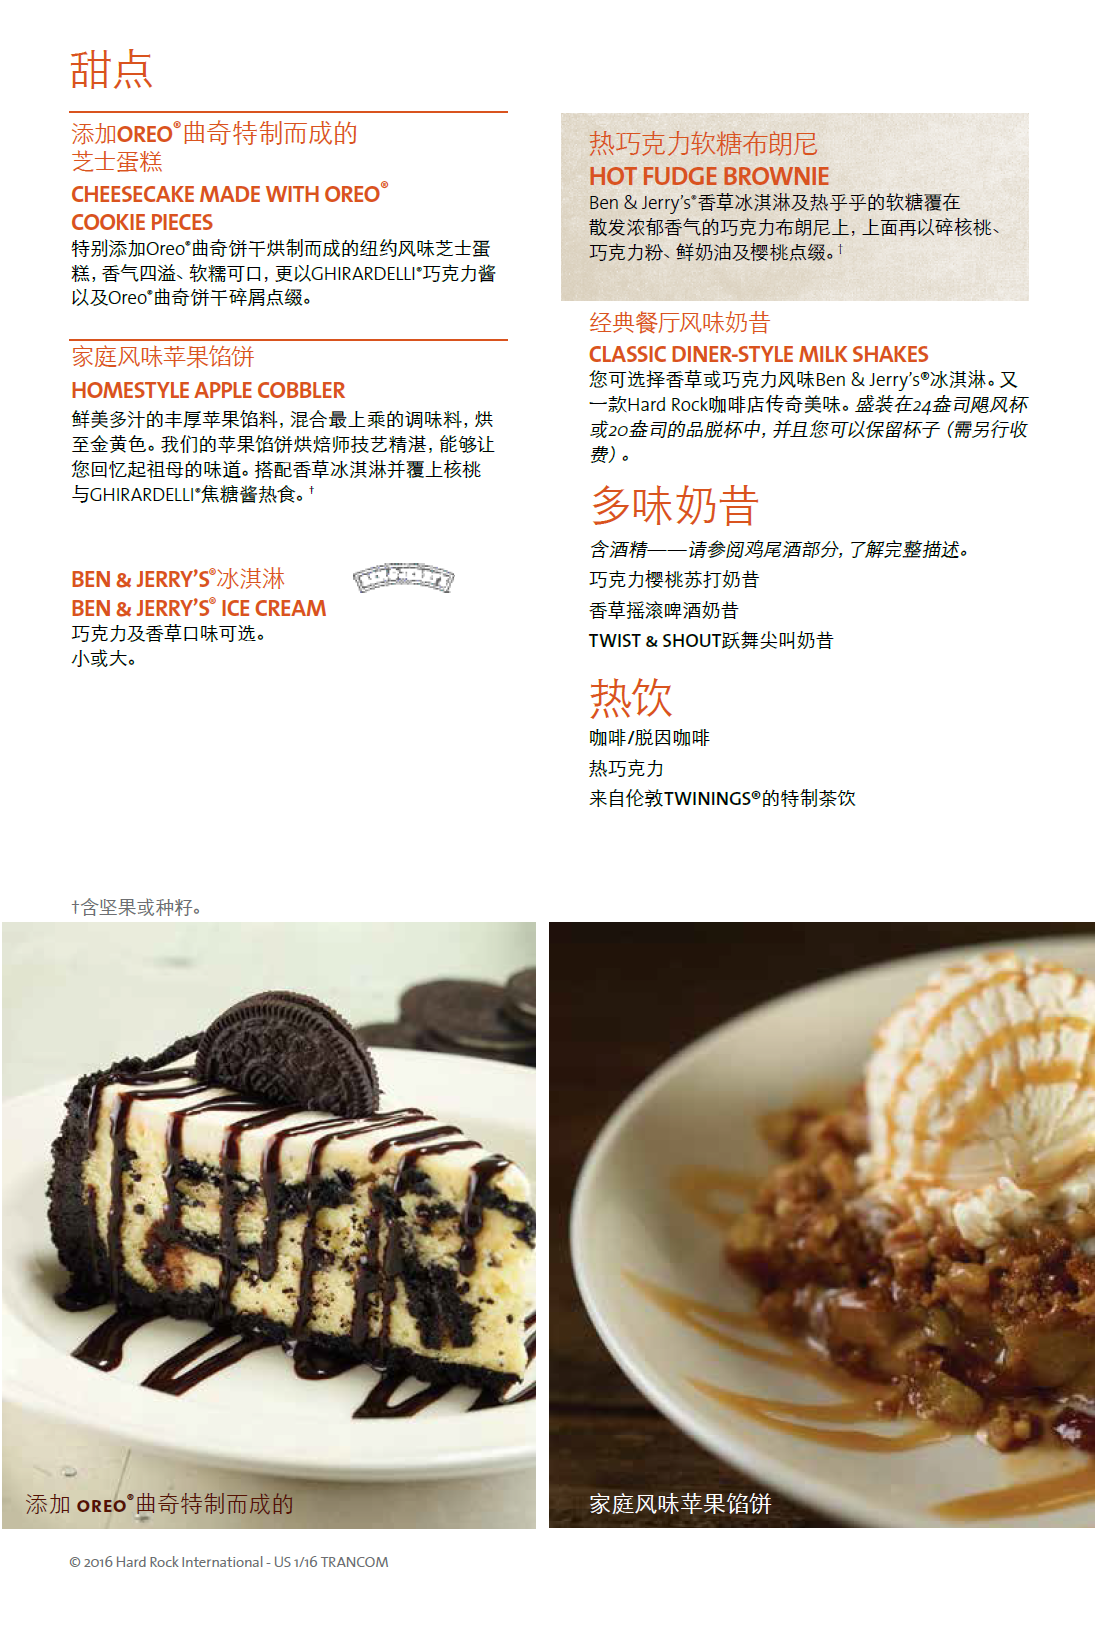 甜点
添加OREO®曲奇特制而成的
芝士蛋糕
CHEESECAKE MADE WITH OREO®
COOKIE PIECES
特别添加Oreo®曲奇饼干烘制而成的纽约风味芝士蛋
糕，香气四溢、软糯可口，更以GHIRARDELLI®巧克力酱
以及Oreo®曲奇饼干碎屑点缀。
家庭风味苹果馅饼
HOMESTYLE APPLE COBBLER
鲜美多汁的丰厚苹果馅料，混合最上乘的调味料，烘
至金黄色。我们的苹果馅饼烘焙师技艺精湛，能够让
您回忆起祖母的味道。搭配香草冰淇淋并覆上核桃
与GHIRARDELLI®焦糖酱热食。†
BEN & JERRY'S®冰淇淋
BEN & JERRY'S® ICE CREAM
巧克力及香草口味可选。
小或大。
热巧克力软糖布朗尼
HOT FUDGE BROWNIE
Ben & Jerry's®香草冰淇淋及热乎乎的软糖覆在
散发浓郁香气的巧克力布朗尼上，上面再以碎核桃、
巧克力粉、鲜奶油及樱桃点缀。†
经典餐厅风味奶昔
CLASSIC DINER-STYLE MILK SHAKES
您可选择香草或巧克力风味Ben & Jerry's®冰淇淋。又
一款Hard Rock咖啡店传奇美味。盛装在24盎司飓风杯
或20盎司的品脱杯中，并且您可以保留杯子（需另行收
费）。
多味奶昔
含酒精——请参阅鸡尾酒部分，了解完整描述。
巧克力樱桃苏打奶昔
香草摇滚啤酒奶昔
TWIST & SHOUT跃舞尖叫奶昔
热饮
咖啡/脱因咖啡
热巧克力
来自伦敦TWININGS®的特制茶饮
†含坚果或种籽。
添加 OREO®曲奇特制而成的
家庭风味苹果馅饼
© 2016 Hard Rock International - US 1/16 TRANCOM